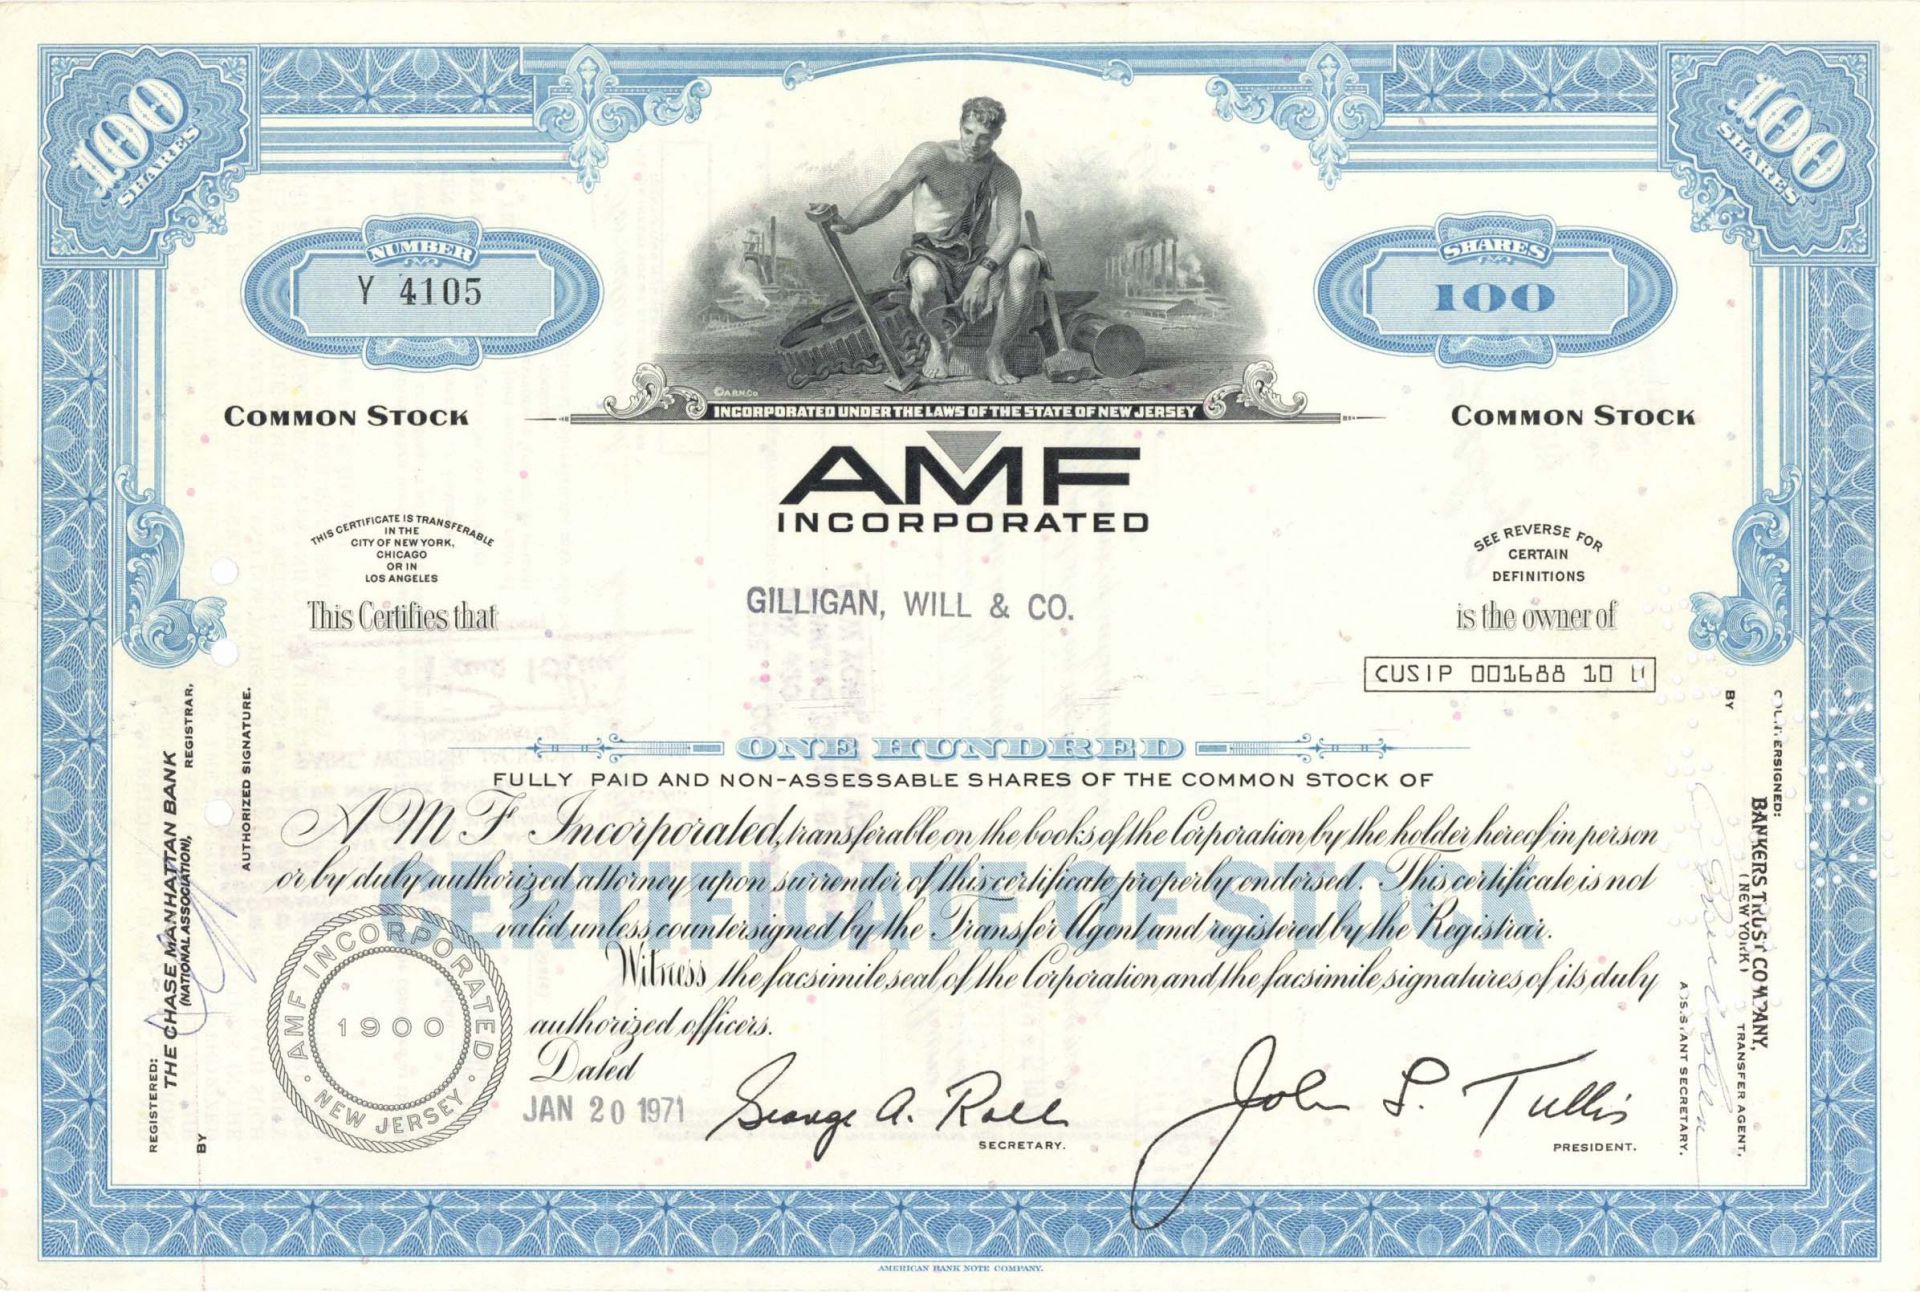 100
SHARES
100
SHARES
NUMBER
Y 4105
SHARES
100
©A.B.N.Co
INCORPORATED UNDER THE LAWS OF THE STATE OF NEW JERSEY
COMMON STOCK
COMMON STOCK
AMF
INCORPORATED
THIS CERTIFICATE IS TRANSFERABLE
IN THE
CITY OF NEW YORK,
CHICAGO
OR IN
LOS ANGELES
SEE REVERSE FOR
CERTAIN
DEFINITIONS
This Certifies that
GILLIGAN, WILL & CO.
is the owner of
CUSIP 001688 10
ONE HUNDRED
FULLY PAID AND NON-ASSESSABLE SHARES OF THE COMMON STOCK OF
AMF Incorporated, transferable on the books of the Corporation by the holder hereof in person
or by duly authorized attorney upon surrender of this certificate properly endorsed. This certificate is not
valid unless countersigned by the Transfer Agent and registered by the Registrar.
CERTIFICATE OF STOCK
Witness the facsimile seal of the Corporation and the facsimile signatures of its duly
authorized officers.
Dated
JAN 20 1971
AMF INCORPORATED
1900
NEW JERSEY
George A. Roll
SECRETARY.
John L. Tullis
PRESIDENT.
REGISTERED:
THE CHASE MANHATTAN BANK
(NATIONAL ASSOCIATION),
REGISTRAR,
BY
AUTHORIZED SIGNATURE.
COUNTERSIGNED:
BANKERS TRUST COMPANY,
(NEW YORK)
TRANSFER AGENT,
BY
ASSISTANT SECRETARY.
AMERICAN BANK NOTE COMPANY.